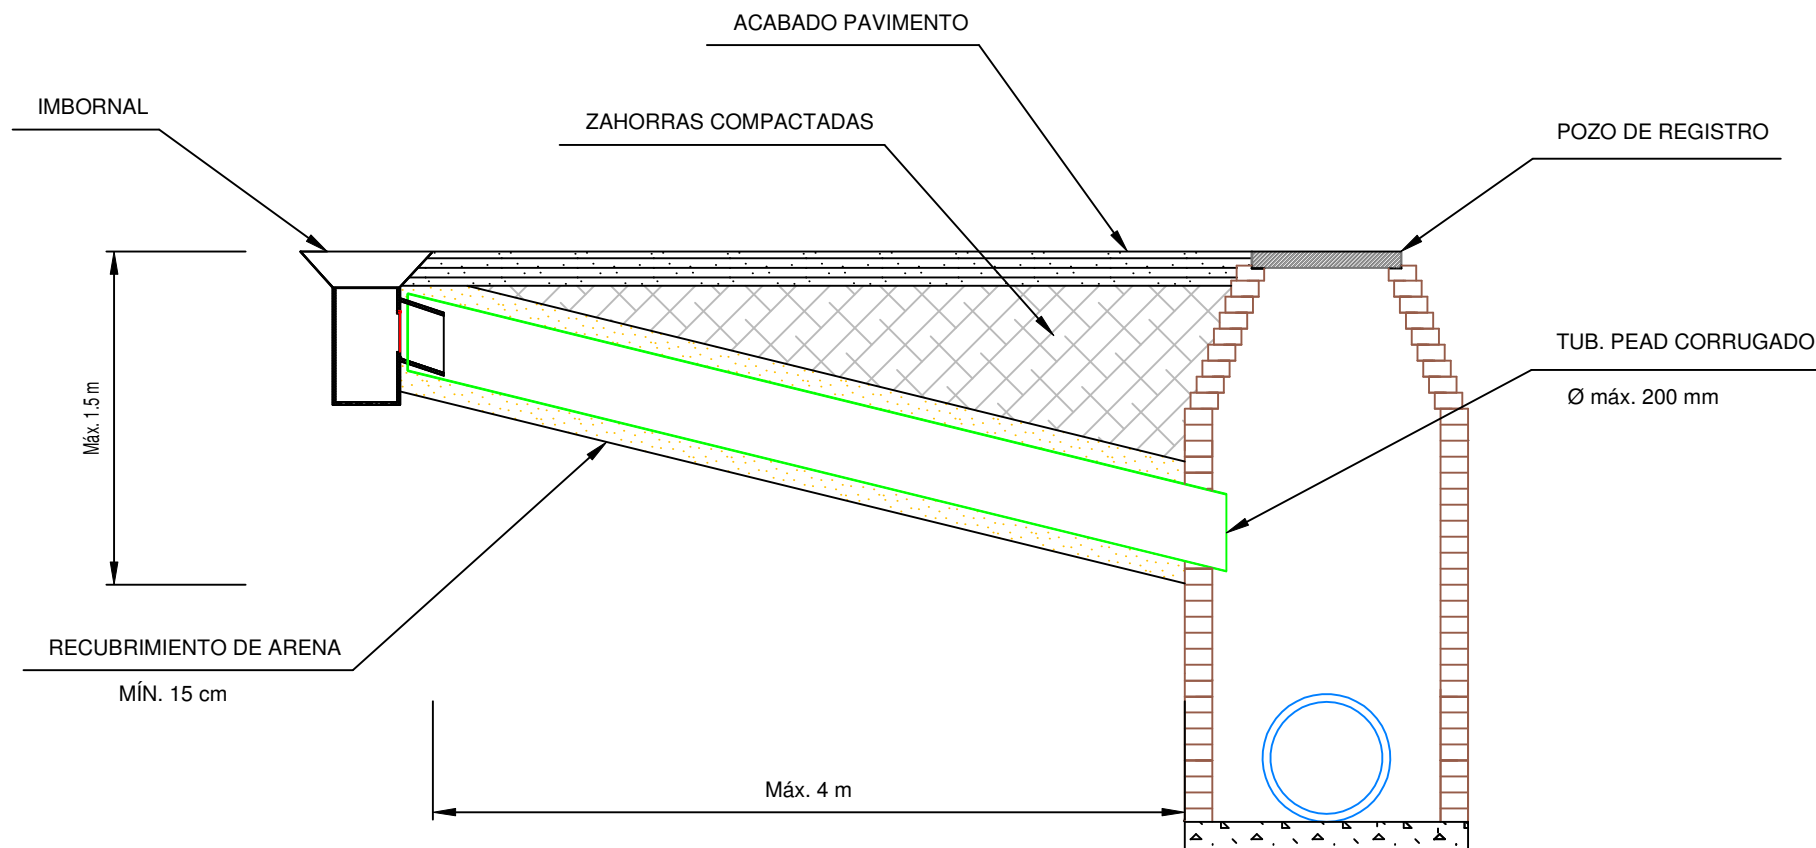 ACABADO PAVIMENTO
IMBORNAL
ZAHORRAS COMPACTADAS
POZO DE REGISTRO
TUB. PEAD CORRUGADO
Ø máx. 200 mm
Máx. 1.5 m
RECUBRIMIENTO DE ARENA
MÍN. 15 cm
Máx. 4 m